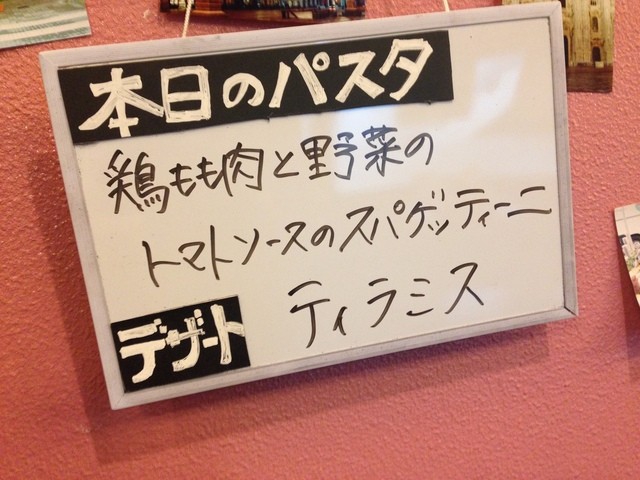 本日のパスタ
鶏もも肉と野菜の
トマトソースのスパゲッティーニ
デザート
ティラミス